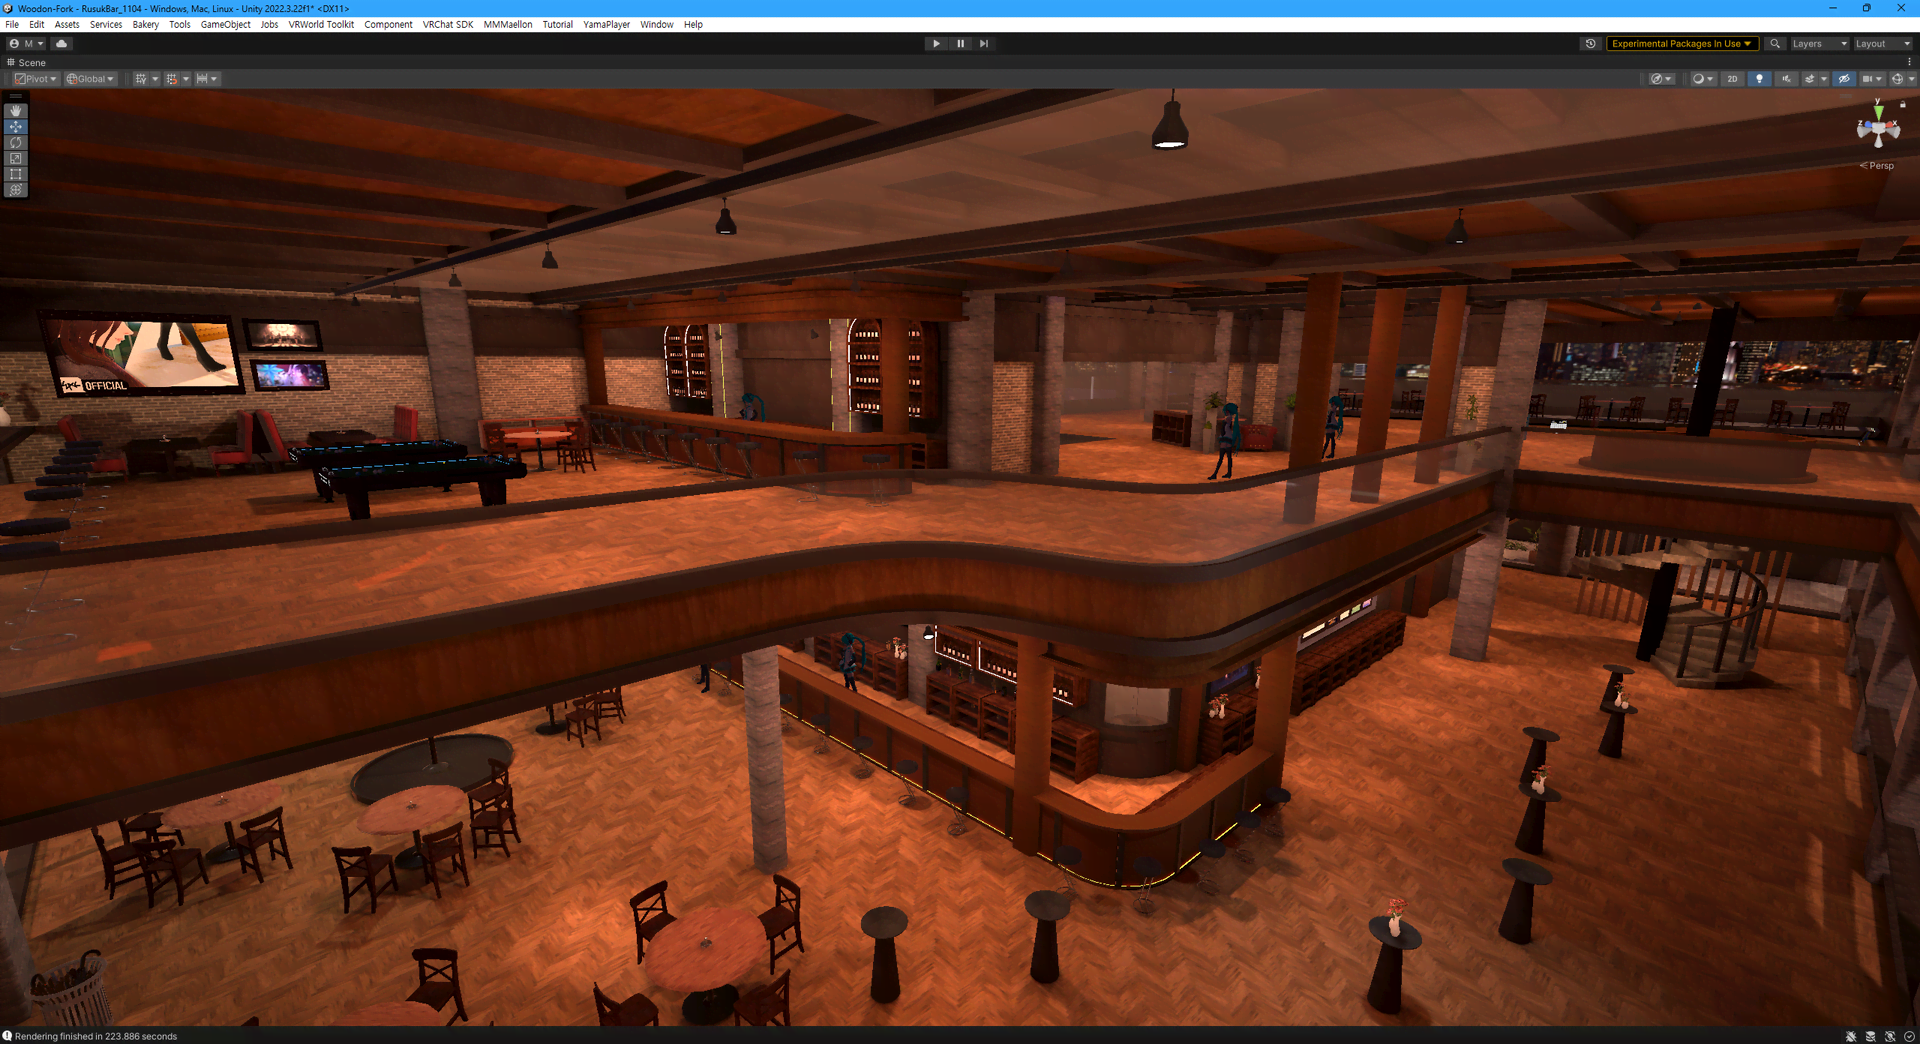 Woodon-Fork - RusukBar_1104 - Windows, Mac, Linux - Unity 2022.3.22f1* <DX11>
File Edit Assets Services Bakery Tools GameObject Jobs VRWorld Toolkit Component VRChat SDK MMMaellon Tutorial YamaPlayer Window Help
M Experimental Packages In Use Layers Layout
Scene
Pivot Global 2D
y
z x
Persp
OFFICIAL
Rendering finished in 223.886 seconds